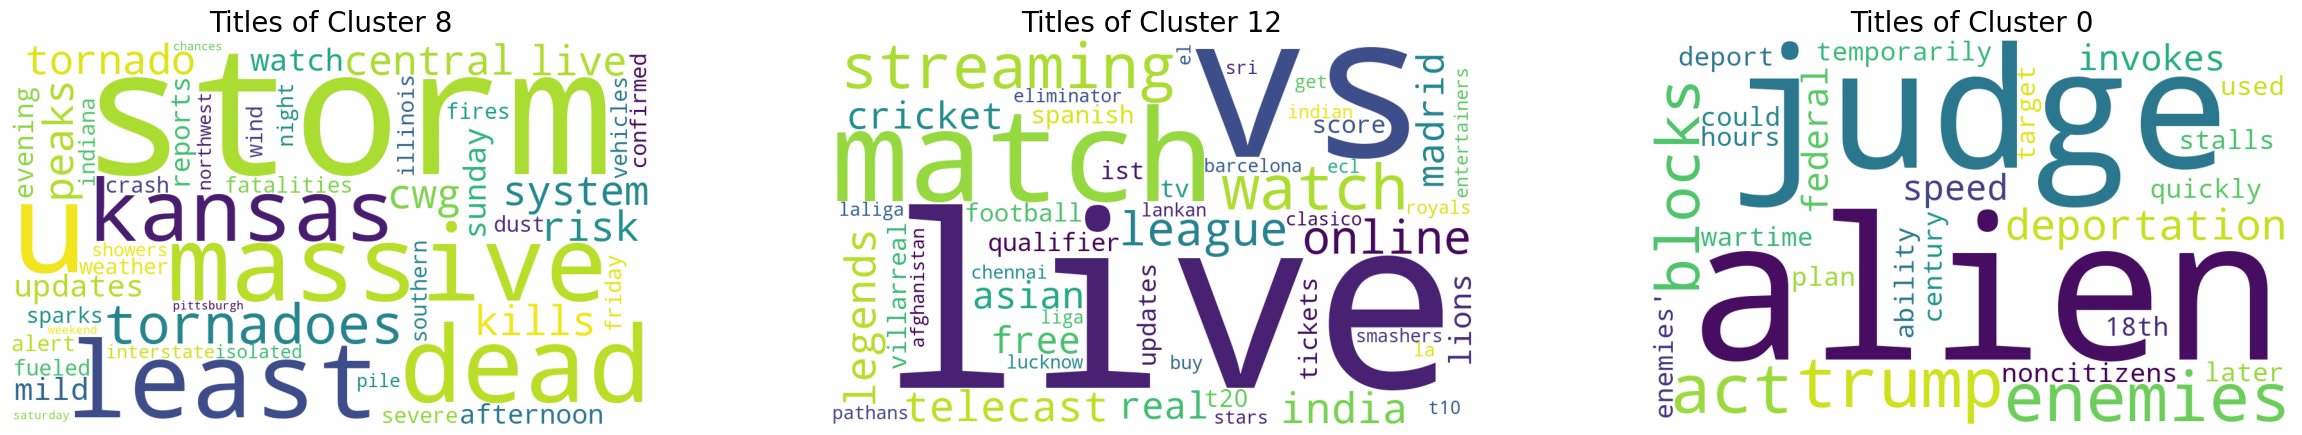 Titles of Cluster 8
chances
tornado
watch
central
live
storm
evening
peaks
indiana
reports
northwest
wind
night
illinois
fires
sunday
vehicles
confirmed
crash
fatalities
cwg
system
u
kansas
dust
risk
showers
weather
massive
updates
southern
friday
pittsburgh
sparks
weekend
tornadoes
kills
alert
interstate
isolated
fueled
mild
least
pile
dead
saturday
severe
afternoon
Titles of Cluster 12
streaming
vs
el
sri
get
madrid
entertainers
eliminator
cricket
spanish
indian
score
match
ist
barcelona
ecl
tv
watch
laliga
football
lankan
clasico
royals
legends
villarreal
afghanistan
qualifier
league
online
live
chennai
asian
updates
tickets
lions
liga
free
smashers
lucknow
buy
la
pathans
telecast
real
t20
stars
india
t10
Titles of Cluster 0
deport
temporarily
invokes
judge
blocks
could
hours
federal
target
used
stalls
speed
quickly
wartime
deportation
alien
plan
ability
century
enemies'
18th
act
trump
noncitizens
later
enemies